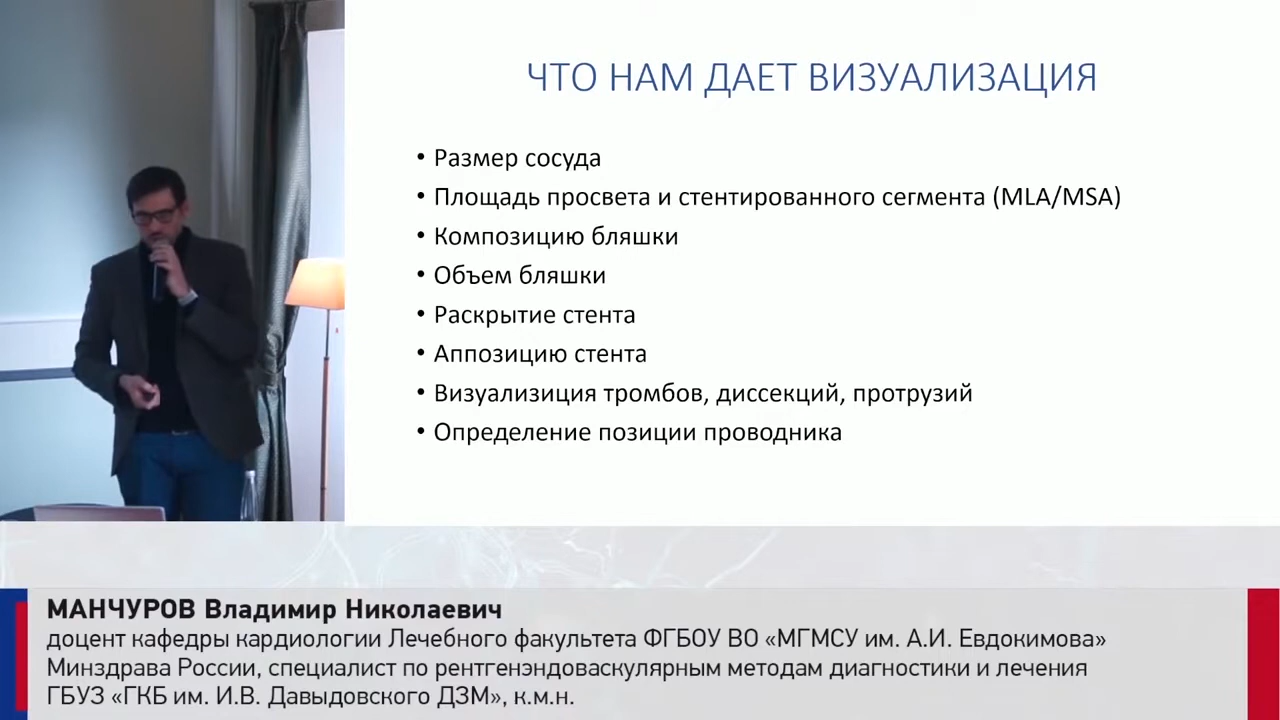 ЧТО НАМ ДАЕТ ВИЗУАЛИЗАЦИЯ
• Размер сосуда
• Площадь просвета и стентированного сегмента (MLA/MSA)
• Композицию бляшки
• Объем бляшки
• Раскрытие стента
• Аппозицию стента
• Визуализиция тромбов, диссекций, протрузий
• Определение позиции проводника
МАНЧУРОВ Владимир Николаевич
доцент кафедры кардиологии Лечебного факультета ФГБОУ ВО «МГМСУ им. А.И. Евдокимова»
Минздрава России, специалист по рентгенэндоваскулярным методам диагностики и лечения
ГБУЗ «ГКБ им. И.В. Давыдовского ДЗМ», к.м.н.